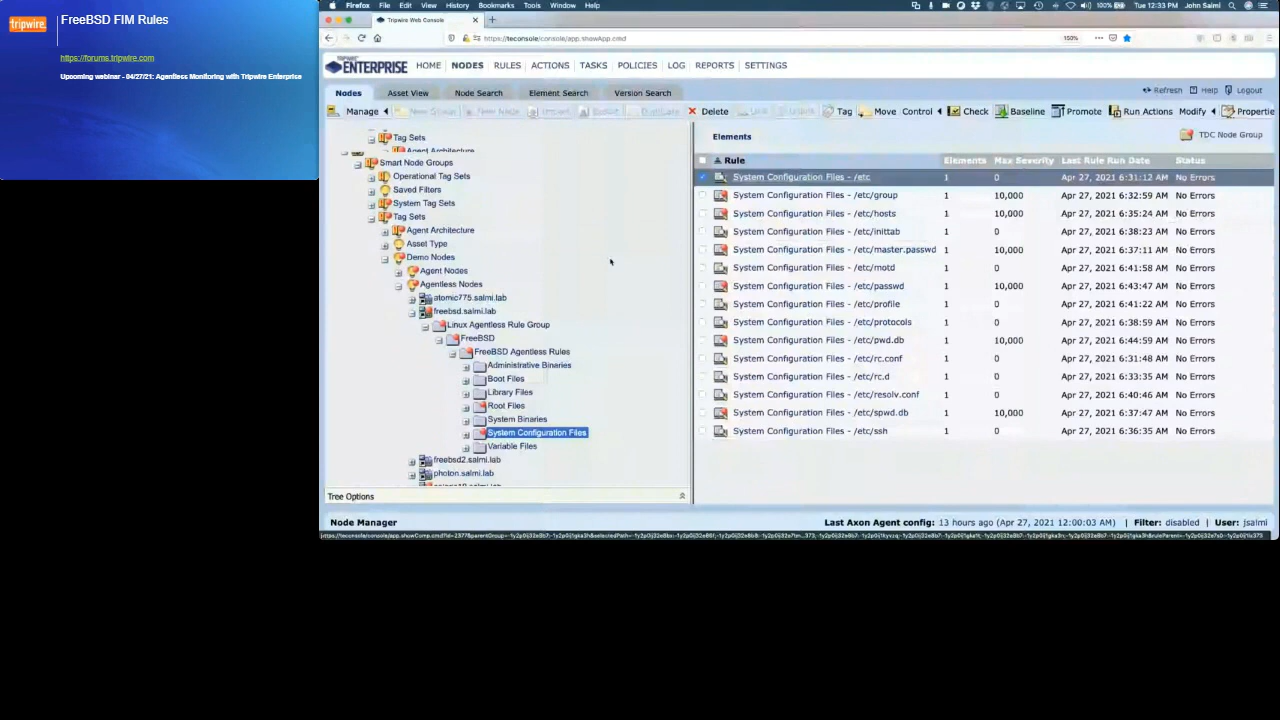 tripwire
FreeBSD FIM Rules
https://forums.tripwire.com
Upcoming webinar - 04/27/21: Agentless Monitoring with Tripwire Enterprise
Firefox File Edit View History Bookmarks Tools Window Help
100% Tue 12:33 PM John Salmi
Tripwire Web Console
https://teconsole/console/app.showApp.cmd
150%
ENTERPRISE HOME NODES RULES ACTIONS TASKS POLICIES LOG REPORTS SETTINGS
Nodes Asset View Node Search Element Search Version Search
Refresh Help Logout
Manage New Group New Node Import Export Duplicate Delete Link Unlink Tag Move Control Check Baseline Promote Run Actions Modify Propertie
Tag Sets
Agent Architecture
Smart Node Groups
Operational Tag Sets
Saved Filters
System Tag Sets
Tag Sets
Agent Architecture
Asset Type
Demo Nodes
Agent Nodes
Agentless Nodes
atomic775.salmi.lab
freebsd.salmi.lab
Linux Agentless Rule Group
FreeBSD
FreeBSD Agentless Rules
Administrative Binaries
Boot Files
Library Files
Root Files
System Binaries
System Configuration Files
Variable Files
freebsd2.salmi.lab
photon.salmi.lab
Tree Options
Elements
TDC Node Group
Rule Elements Max Severity Last Rule Run Date Status
System Configuration Files - /etc 1 0 Apr 27, 2021 6:31:12 AM No Errors
System Configuration Files - /etc/group 1 10,000 Apr 27, 2021 6:32:59 AM No Errors
System Configuration Files - /etc/hosts 1 10,000 Apr 27, 2021 6:35:24 AM No Errors
System Configuration Files - /etc/inittab 1 0 Apr 27, 2021 6:38:23 AM No Errors
System Configuration Files - /etc/master.passwd 1 10,000 Apr 27, 2021 6:37:11 AM No Errors
System Configuration Files - /etc/motd 1 0 Apr 27, 2021 6:41:58 AM No Errors
System Configuration Files - /etc/passwd 1 10,000 Apr 27, 2021 6:43:47 AM No Errors
System Configuration Files - /etc/profile 1 0 Apr 27, 2021 6:41:22 AM No Errors
System Configuration Files - /etc/protocols 1 0 Apr 27, 2021 6:38:59 AM No Errors
System Configuration Files - /etc/pwd.db 1 10,000 Apr 27, 2021 6:44:59 AM No Errors
System Configuration Files - /etc/rc.conf 1 0 Apr 27, 2021 6:31:48 AM No Errors
System Configuration Files - /etc/rc.d 1 0 Apr 27, 2021 6:33:35 AM No Errors
System Configuration Files - /etc/resolv.conf 1 0 Apr 27, 2021 6:40:46 AM No Errors
System Configuration Files - /etc/spwd.db 1 10,000 Apr 27, 2021 6:37:47 AM No Errors
System Configuration Files - /etc/ssh 1 0 Apr 27, 2021 6:36:35 AM No Errors
Node Manager
Last Axon Agent config: 13 hours ago (Apr 27, 2021 12:00:03 AM) | Filter: disabled | User: jsalmi